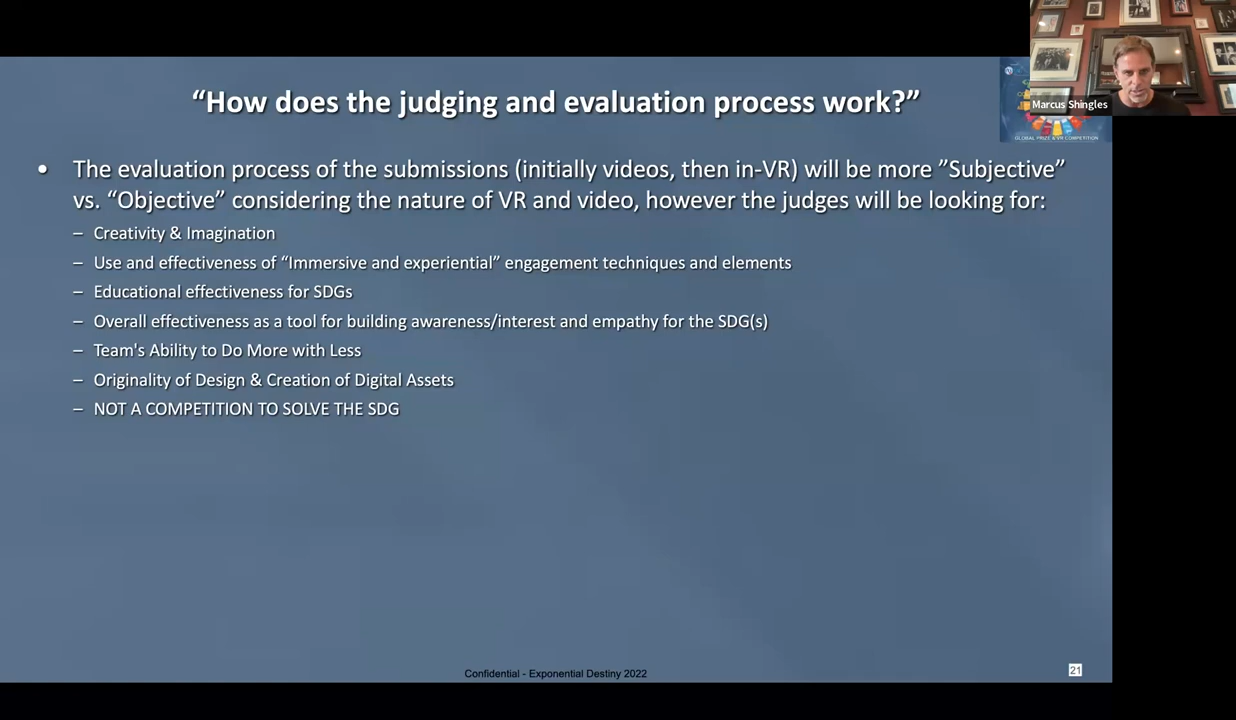 “How does the judging and evaluation process work?”
Marcus Shingles
GLOBAL PRIZE & VR COMPETITION
• The evaluation process of the submissions (initially videos, then in-VR) will be more ”Subjective”
vs. “Objective” considering the nature of VR and video, however the judges will be looking for:
– Creativity & Imagination
– Use and effectiveness of “Immersive and experiential” engagement techniques and elements
– Educational effectiveness for SDGs
– Overall effectiveness as a tool for building awareness/interest and empathy for the SDG(s)
– Team's Ability to Do More with Less
– Originality of Design & Creation of Digital Assets
– NOT A COMPETITION TO SOLVE THE SDG
Confidential - Exponential Destiny 2022
21